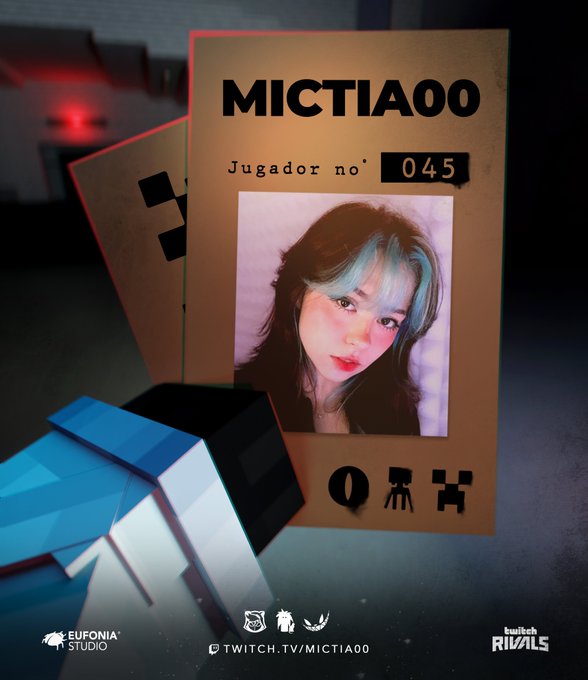 MICTIA00
Jugador no° 045
EUFONIA®
STUDIO
TWITCH.TV/MICTIA00
twitch
RIVALS